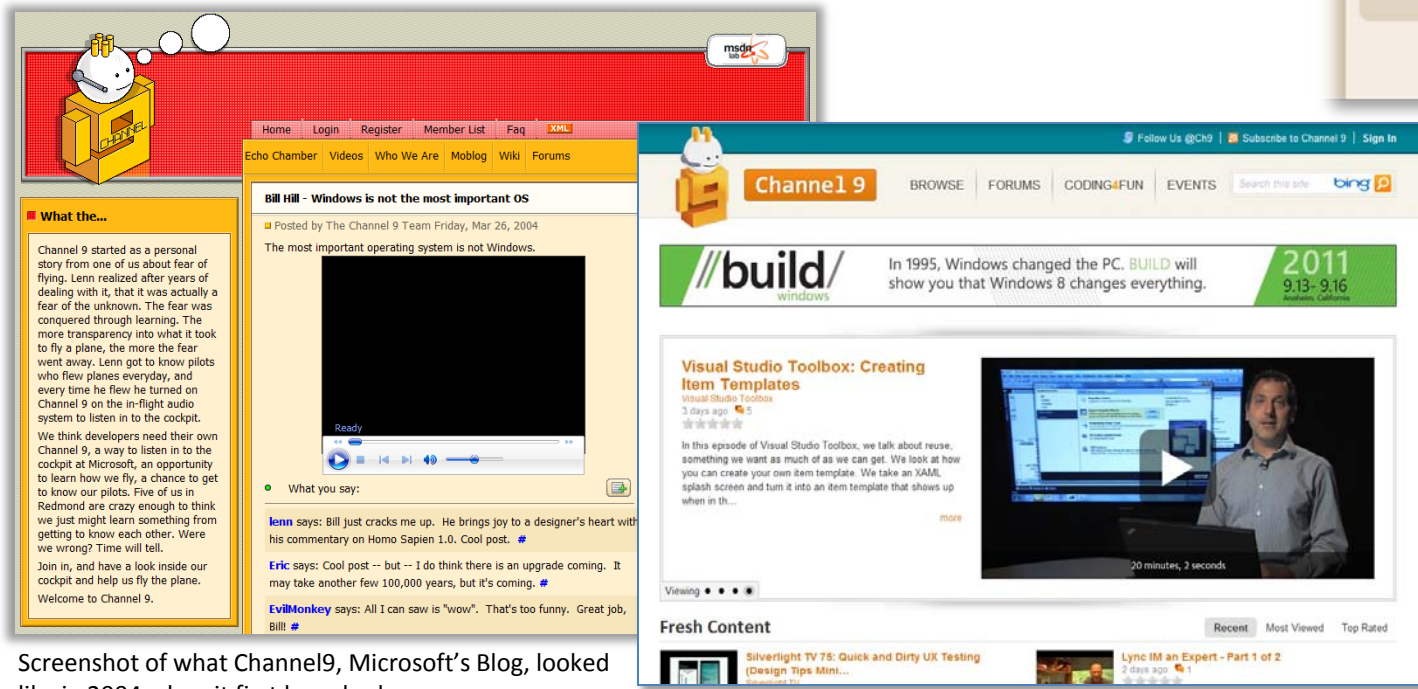 msdn
lab
CHANNEL
Home Login Register Member List Faq XML
Echo Chamber Videos Who We Are Moblog Wiki Forums
What the...
Channel 9 started as a personal
story from one of us about fear of
flying. Lenn realized after years of
dealing with it, that it was actually a
fear of the unknown. The fear was
conquered through learning. The
more transparency into what it took
to fly a plane, the more the fear
went away. Lenn got to know pilots
who flew planes everyday, and
every time he flew he turned on
Channel 9 on the in-flight audio
system to listen in to the cockpit.
We think developers need their own
Channel 9, a way to listen in to the
cockpit at Microsoft, an opportunity
to learn how we fly, a chance to get
to know our pilots. Five of us in
Redmond are crazy enough to think
we just might learn something from
getting to know each other. Were
we wrong? Time will tell.
Join in, and have a look inside our
cockpit and help us fly the plane.
Welcome to Channel 9.
Bill Hill - Windows is not the most important OS
Posted by The Channel 9 Team Friday, Mar 26, 2004
The most important operating system is not Windows.
Ready
What you say:
lenn says: Bill just cracks me up. He brings joy to a designer's heart with
his commentary on Homo Sapien 1.0. Cool post. #
Eric says: Cool post -- but -- I do think there is an upgrade coming. It
may take another few 100,000 years, but it's coming. #
EvilMonkey says: All I can saw is "wow". That's too funny. Great job,
Bill! #
Screenshot of what Channel9, Microsoft's Blog, looked
Follow Us @Ch9 | Subscribe to Channel 9 | Sign In
Channel 9 BROWSE FORUMS CODING4FUN EVENTS Search this site bing
//build/
windows
In 1995, Windows changed the PC. BUILD will
show you that Windows 8 changes everything.
2011
9.13- 9.16
Anaheim, California
Visual Studio Toolbox: Creating
Item Templates
Visual Studio Toolbox
3 days ago 5
In this episode of Visual Studio Toolbox, we talk about reuse,
something we want as much of as we can get. We look at how
you can create your own item template. We take an XAML
splash screen and turn it into an item template that shows up
when in th...
more
20 minutes, 2 seconds
Viewing
Fresh Content
Recent Most Viewed Top Rated
Silverlight TV 75: Quick and Dirty UX Testing
(Design Tips Mini...
Lync IM an Expert - Part 1 of 2
2 days ago 1